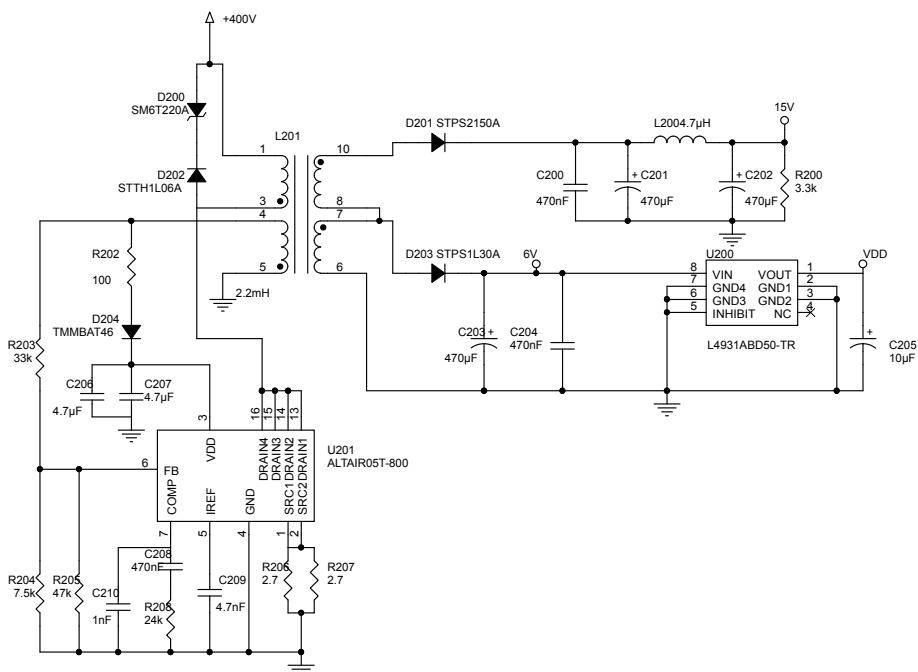 +400V
D200
SM6T220A
L201
D201 STPS2150A
L2004.7µH
15V
1
10
D202
STTH1L06A
C200
470nF
+
C201
470µF
+
C202
470µF
R200
3.3k
3
8
4
7
R202
100
D203 STPS1L30A
6V
U200
VDD
5
6
2.2mH
8
VIN
VOUT
1
7
GND4
GND1
2
6
GND3
GND2
3
5
INHIBIT
NC
4
L4931ABD50-TR
D204
TMMBAT46
C203
+
470µF
C204
470nF
+
C205
10µF
R203
33k
C206
4.7µF
C207
4.7µF
3
16
15
14
13
U201
ALTAIR05T-800
6
FB
VDD
DRAIN4
DRAIN3
DRAIN2
DRAIN1
COMP
IREF
GND
SRC1
SRC2
7
5
4
1
2
C208
470nF
R206
2.7
R207
2.7
R204
7.5k
R205
47k
C210
1nF
R208
24k
C209
4.7nF